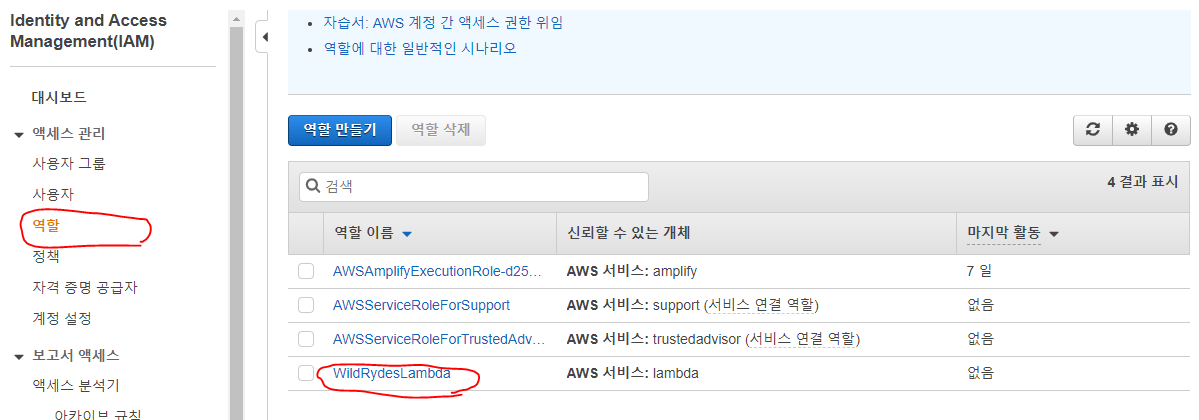 Identity and Access
Management(IAM)
대시보드
액세스 관리
사용자 그룹
사용자
역할
정책
자격 증명 공급자
계정 설정
보고서 액세스
액세스 분석기
아카이브 규칙
자습서: AWS 계정 간 액세스 권한 위임
역할에 대한 일반적인 시나리오
역할 만들기 역할 삭제
검색 4 결과 표시
역할 이름 신뢰할 수 있는 개체 마지막 활동
AWSAmplifyExecutionRole-d25... AWS 서비스: amplify 7 일
AWSServiceRoleForSupport AWS 서비스: support (서비스 연결 역할) 없음
AWSServiceRoleForTrustedAdv... AWS 서비스: trustedadvisor (서비스 연결 역할) 없음
WildRydesLambda AWS 서비스: lambda 없음